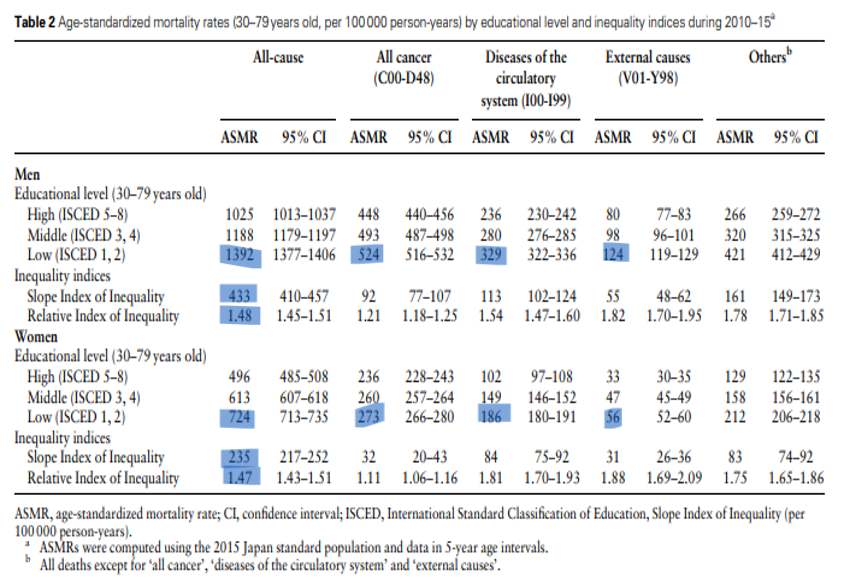 Table 2 Age-standardized mortality rates (30–79 years old, per 100 000 person-years) by educational level and inequality indices during 2010–15a
All-cause All cancer (C00-D48) Diseases of the circulatory system (I00-I99) External causes (V01-Y98) Othersb
ASMR 95% CI ASMR 95% CI ASMR 95% CI ASMR 95% CI ASMR 95% CI
Men
Educational level (30–79 years old)
High (ISCED 5–8) 1025 1013–1037 448 440–456 236 230–242 80 77–83 266 259–272
Middle (ISCED 3, 4) 1188 1179–1197 493 487–498 280 276–285 98 96–101 320 315–325
Low (ISCED 1, 2) 1392 1377–1406 524 516–532 329 322–336 124 119–129 421 412–429
Inequality indices
Slope Index of Inequality 433 410–457 92 77–107 113 102–124 55 48–62 161 149–173
Relative Index of Inequality 1.48 1.45–1.51 1.21 1.18–1.25 1.54 1.47–1.60 1.82 1.70–1.95 1.78 1.71–1.85
Women
Educational level (30–79 years old)
High (ISCED 5–8) 496 485–508 236 228–243 102 97–108 33 30–35 129 122–135
Middle (ISCED 3, 4) 613 607–618 260 257–264 149 146–152 47 45–49 158 156–161
Low (ISCED 1, 2) 724 713–735 273 266–280 186 180–191 56 52–60 212 206–218
Inequality indices
Slope Index of Inequality 235 217–252 32 20–43 84 75–92 31 26–36 83 74–92
Relative Index of Inequality 1.47 1.43–1.51 1.11 1.06–1.16 1.81 1.70–1.93 1.88 1.69–2.09 1.75 1.65–1.86
ASMR, age-standardized mortality rate; CI, confidence interval; ISCED, International Standard Classification of Education, Slope Index of Inequality (per
100 000 person-years).
a ASMRs were computed using the 2015 Japan standard population and data in 5-year age intervals.
b All deaths except for ‘all cancer’, ‘diseases of the circulatory system’ and ‘external causes’.